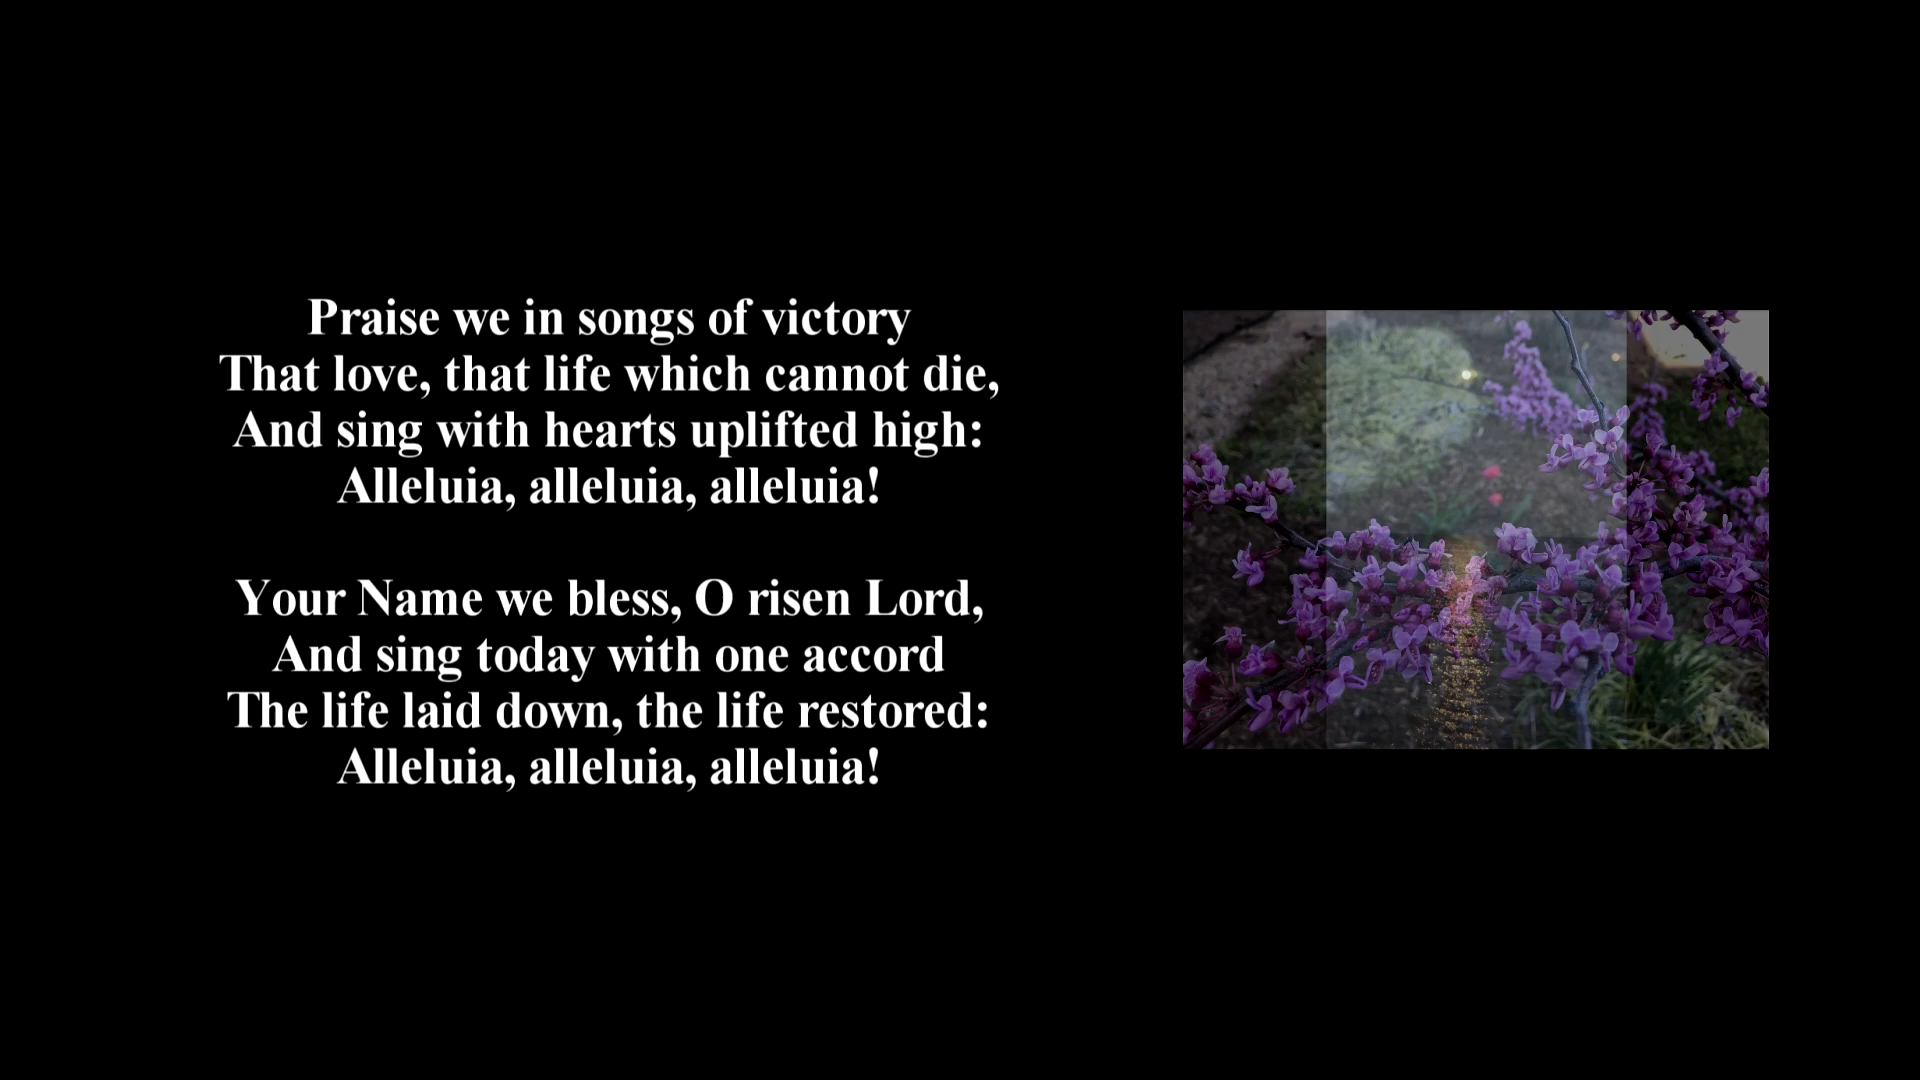 Praise we in songs of victory
That love, that life which cannot die,
And sing with hearts uplifted high:
Alleluia, alleluia, alleluia!
Your Name we bless, O risen Lord,
And sing today with one accord
The life laid down, the life restored:
Alleluia, alleluia, alleluia!